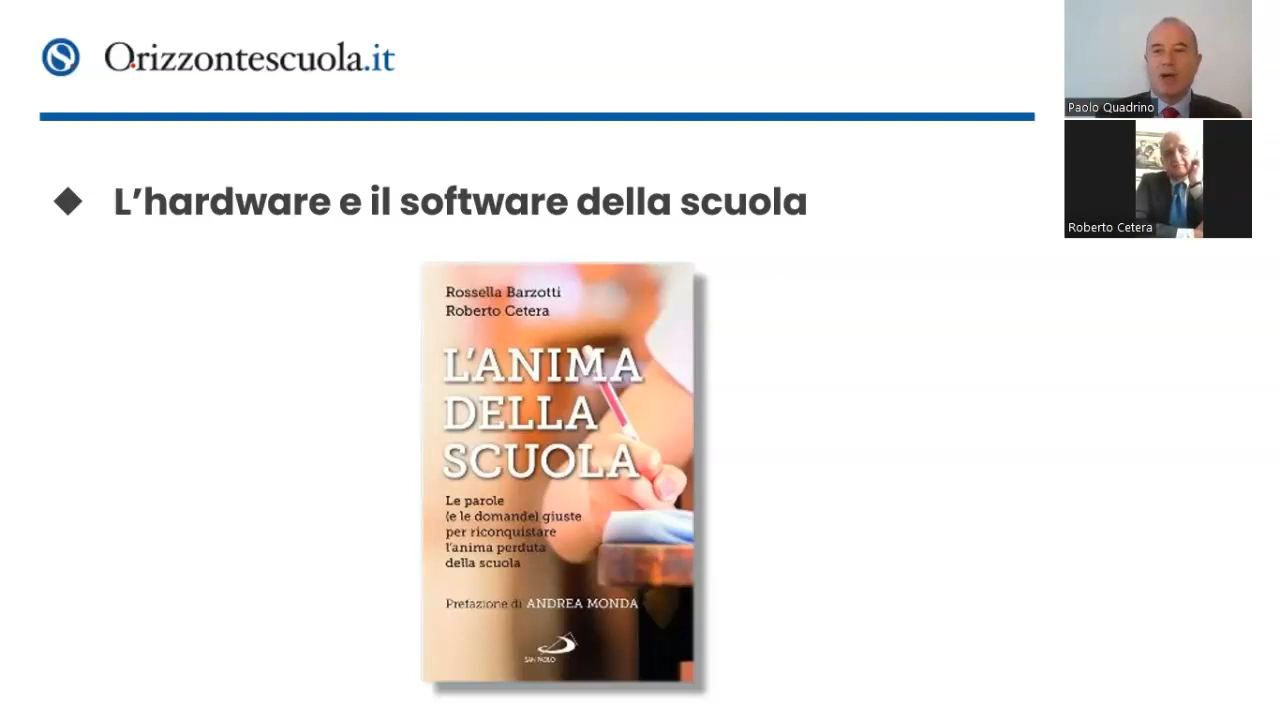 Orizzontescuola.it
Paolo Quadrino
Roberto Cetera
L'hardware e il software della scuola
Rossella Barzotti
Roberto Cetera
L'ANIMA
DELLA
SCUOLA
Le parole
(e le domande) giuste
per riconquistare
l'anima perduta
della scuola
Prefazione di ANDREA MONDA
SAN PAOLO